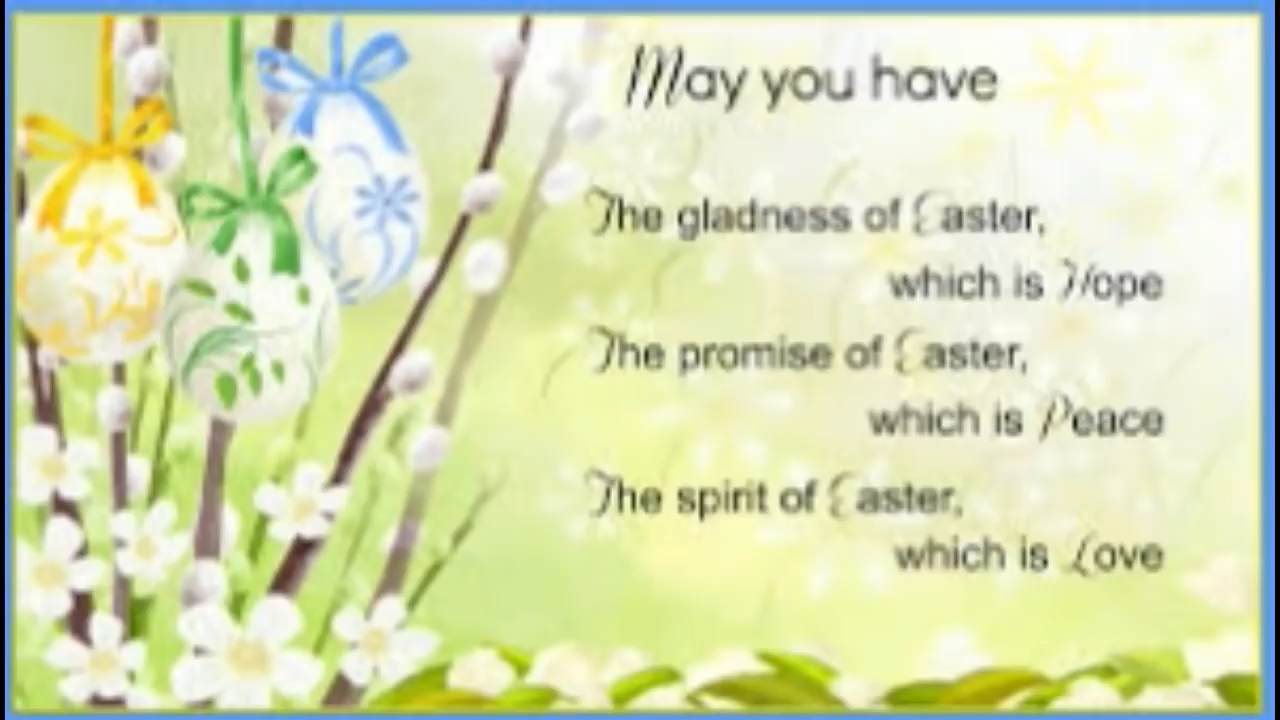 May you have
The gladness of Easter,
which is Hope
The promise of Easter,
which is Peace
The spirit of Easter,
which is Love